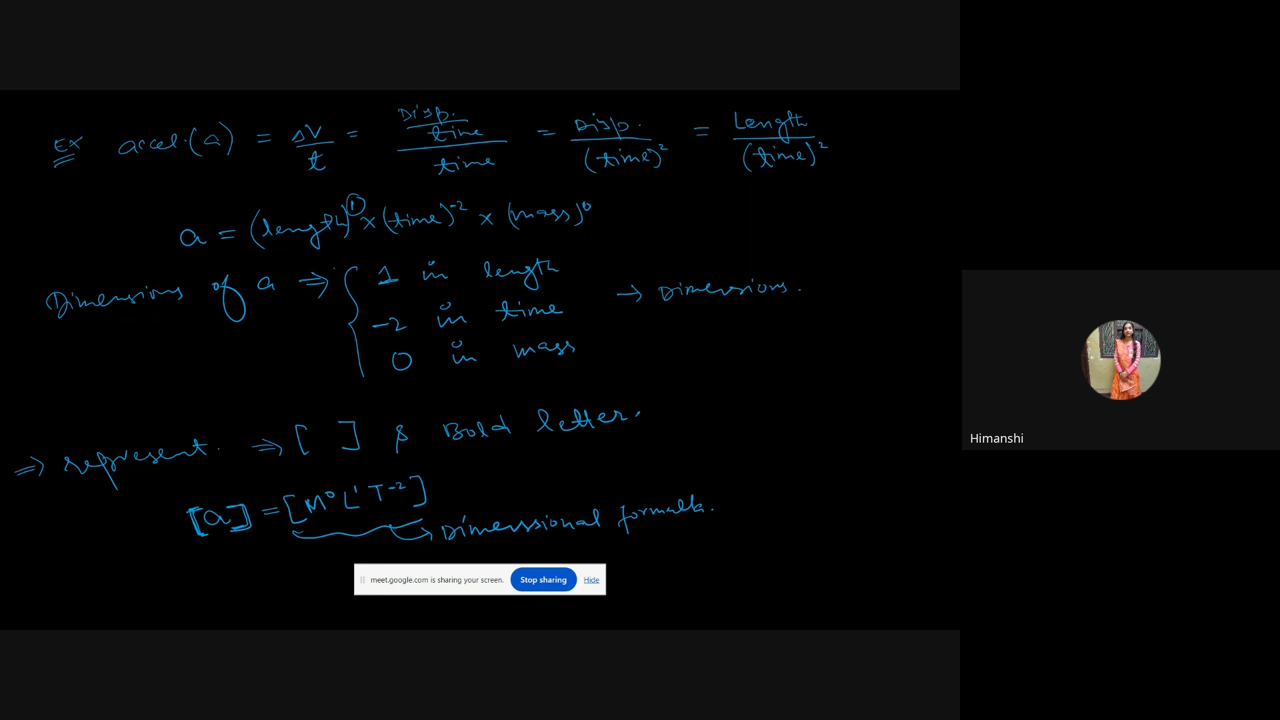 Ex accel.(a) = ΔV/t = (Disp./time)/time = Disp./(time)² = Length/(time)²
a = (length)¹ × (time)⁻² × (mass)⁰
Dimensions of a ⇒ { 1 in length
-2 in time → Dimensions.
0 in mass
⇒ represent. ⇒ [ ] & Bold letter.
[a] = [M⁰ L¹ T⁻²]
→ Dimensional formula.
meet.google.com is sharing your screen. Stop sharing Hide
Himanshi